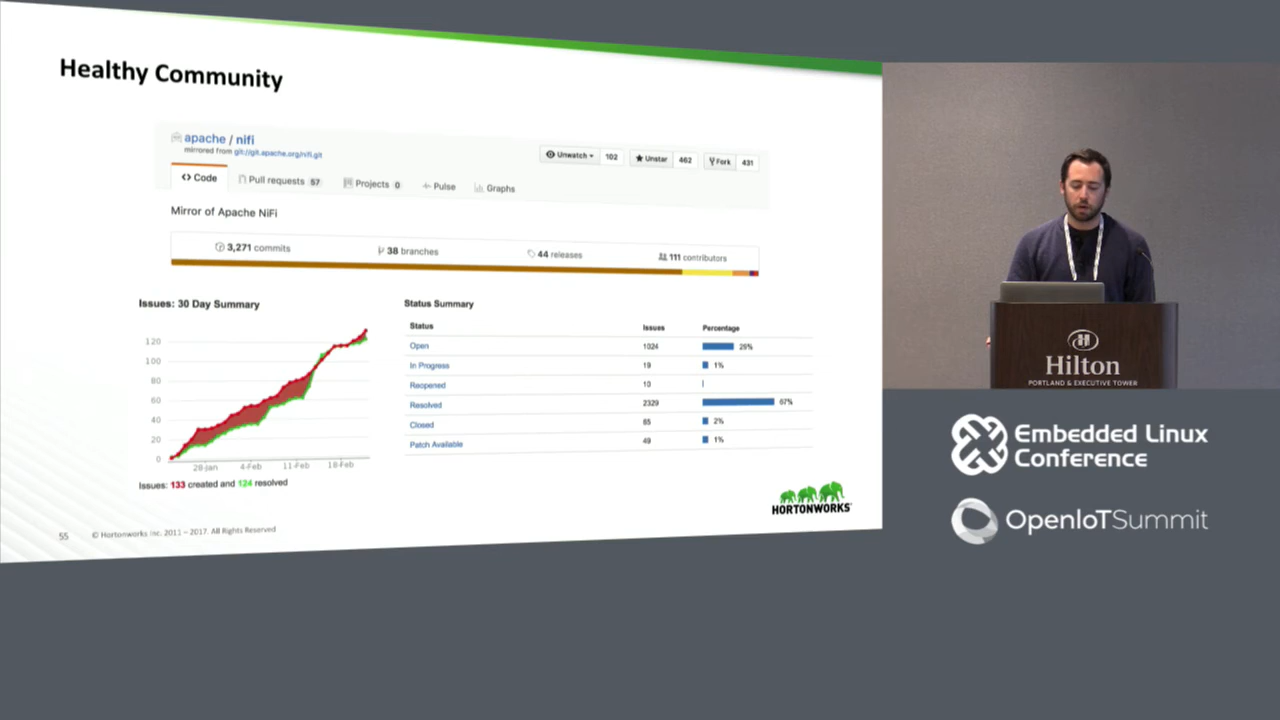 Healthy Community
apache / nifi
mirrored from git://git.apache.org/nifi.git
Unwatch 102 Unstar 462 Fork 431
Code Pull requests 57 Projects 0 Pulse Graphs
Mirror of Apache NiFi
3,271 commits 38 branches 44 releases 111 contributors
Issues: 30 Day Summary
120
100
80
60
40
20
0
28-Jan 4-Feb 11-Feb 18-Feb
Issues: 133 created and 124 resolved
Status Summary
Status Issues Percentage
Open 1024 29%
In Progress 19 1%
Reopened 10
Resolved 2329 67%
Closed 65 2%
Patch Available 49 1%
HORTONWORKS
55 © Hortonworks Inc. 2011 – 2017. All Rights Reserved
Hilton
PORTLAND & EXECUTIVE TOWER
Embedded Linux
Conference
OpenIoTSummit